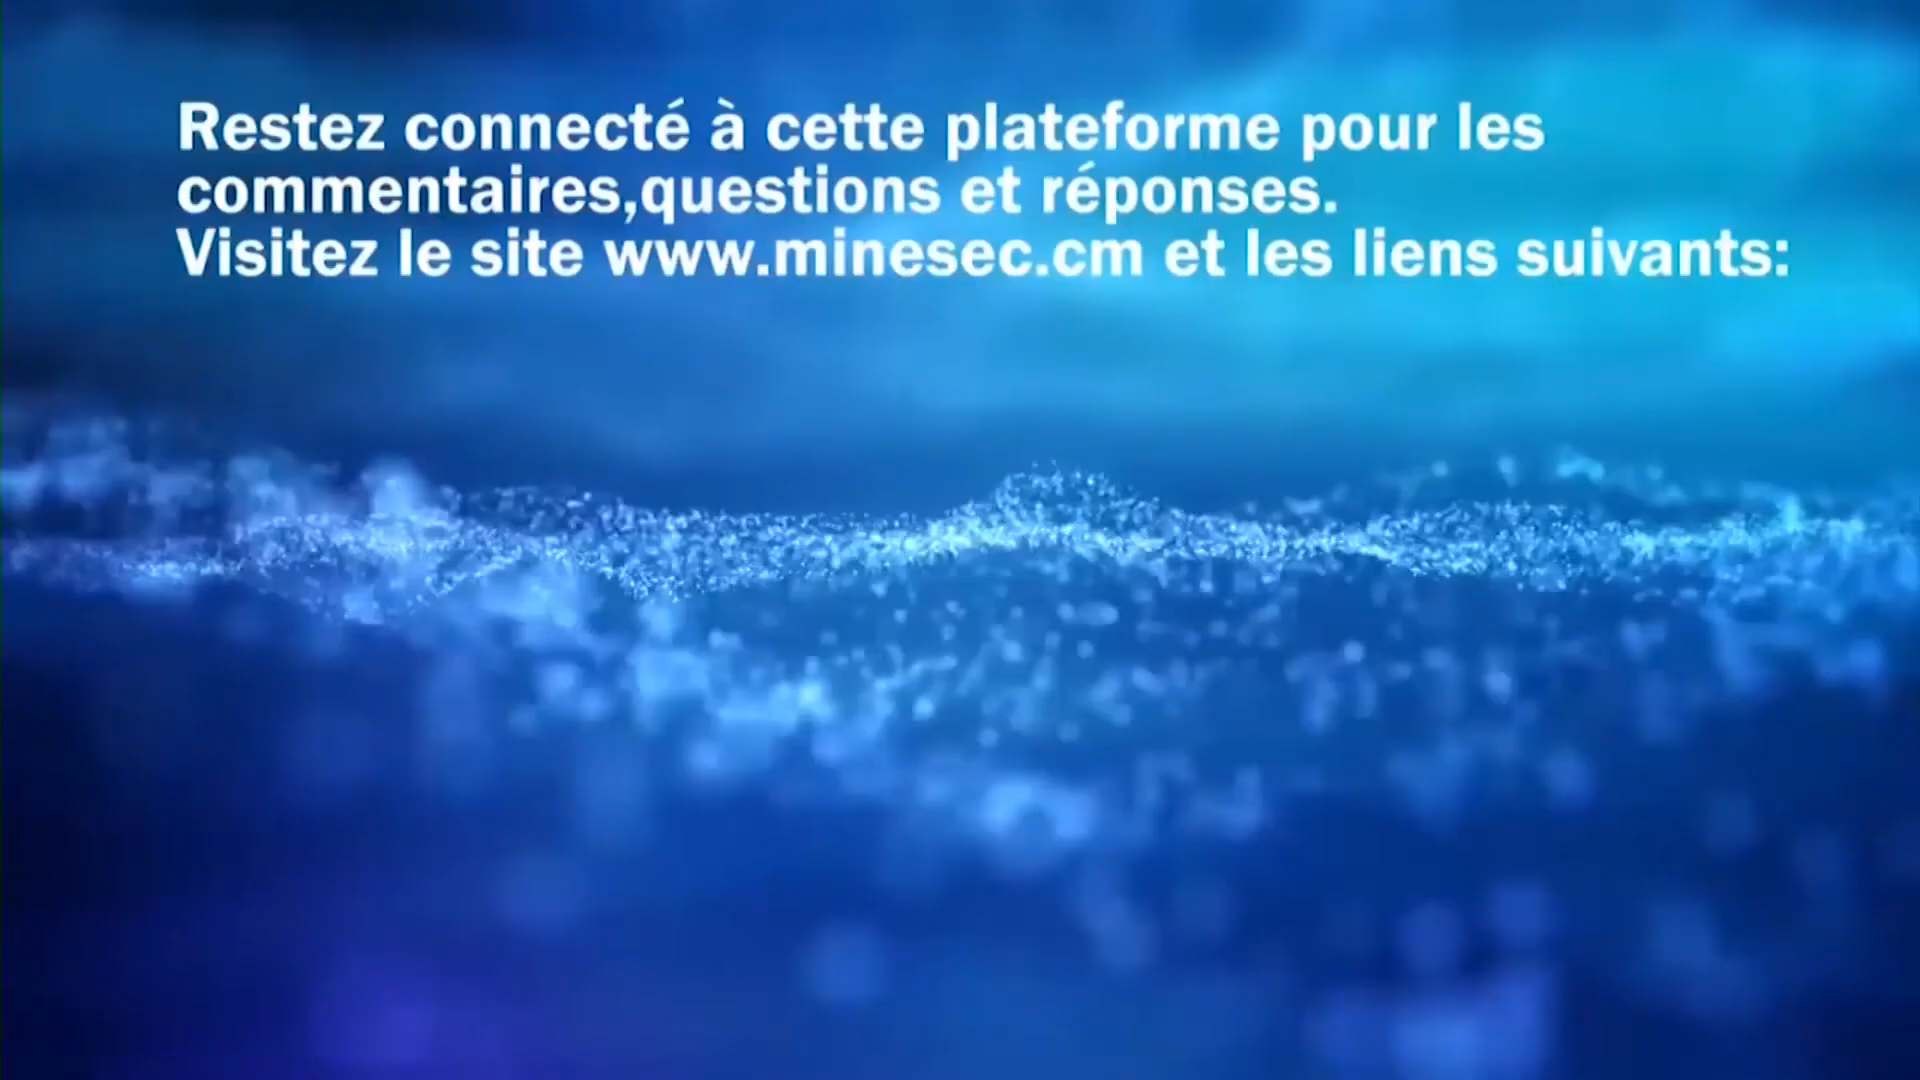 Restez connecté à cette plateforme pour les
commentaires,questions et réponses.
Visitez le site www.minesec.cm et les liens suivants: